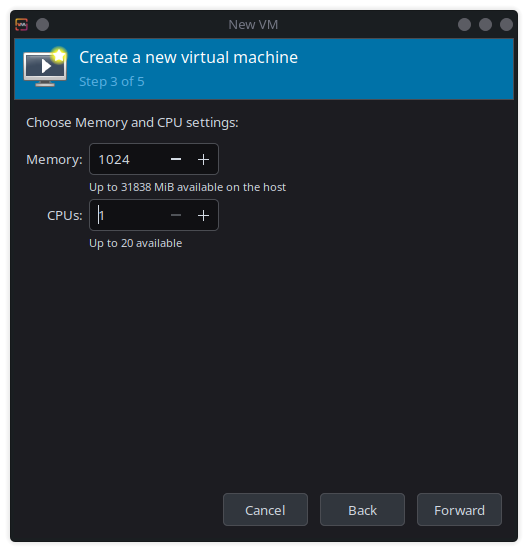 New VM
Create a new virtual machine
Step 3 of 5
Choose Memory and CPU settings:
Memory: 1024 − +
Up to 31838 MiB available on the host
CPUs: 1 − +
Up to 20 available
Cancel Back Forward